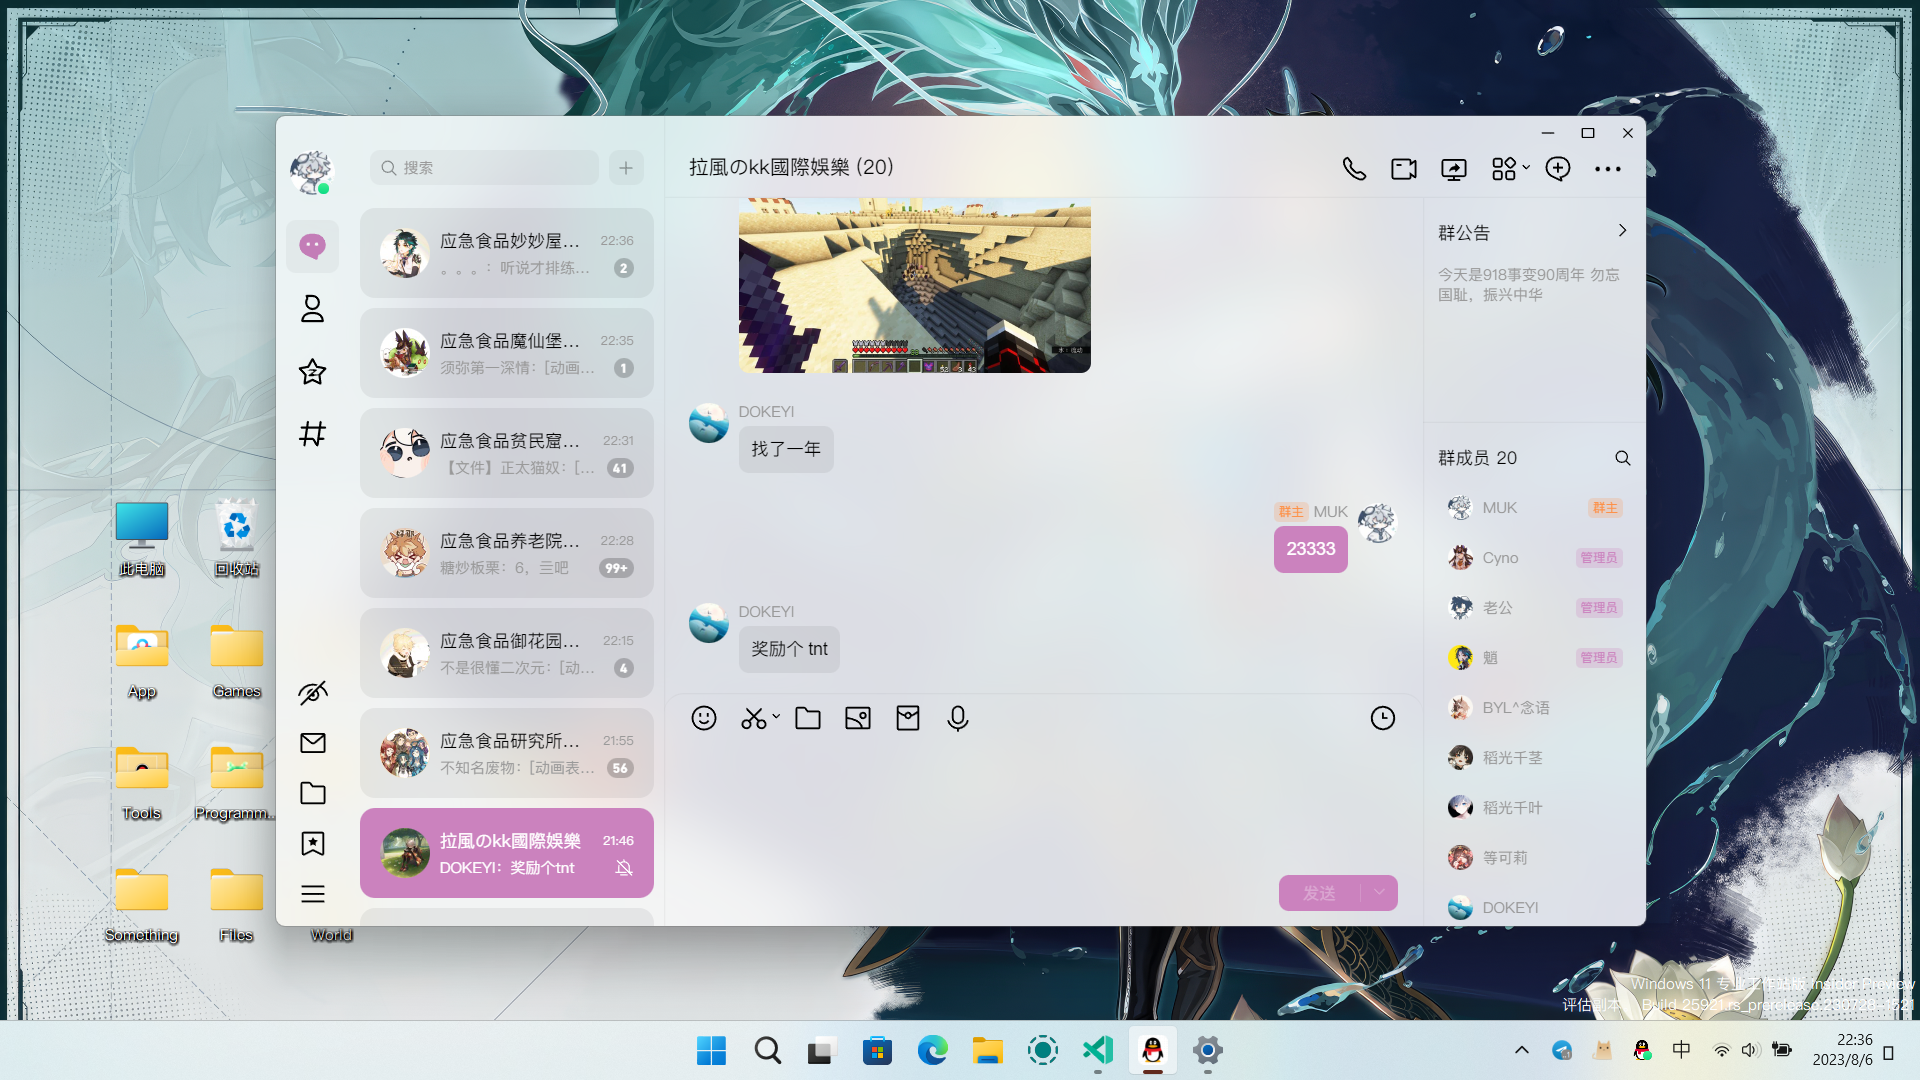 搜索
应急食品妙妙屋... 22:36
。。。：听说才排练... 2
应急食品魔仙堡... 22:35
须弥第一深情：[动画... 1
应急食品贫民窟... 22:31
【文件】正太猫奴：[... 41
应急食品养老院... 22:28
糖炒板栗：6，亖吧 99+
应急食品御花园... 22:15
不是很懂二次元：[动... 4
应急食品研究所... 21:55
不知名废物：[动画表... 56
拉風のkk國際娛樂 21:46
DOKEYI：奖励个tnt
拉風のkk國際娛樂 (20)
DOKEYI
找了一年
群主 MUK
23333
DOKEYI
奖励个 tnt
发送
群公告
今天是918事变90周年 勿忘
国耻，振兴中华
群成员 20
MUK 群主
Cyno 管理员
老公 管理员
魈 管理员
BYL^念语
稻光千茎
稻光千叶
等可莉
DOKEYI
此电脑
回收站
App
Games
Tools
Programm...
Something
Files
World
Windows 11 专业工作站版 Insider Preview
评估副本。 Build 25921.rs_prerelease.230728-1221
中
22:36
2023/8/6